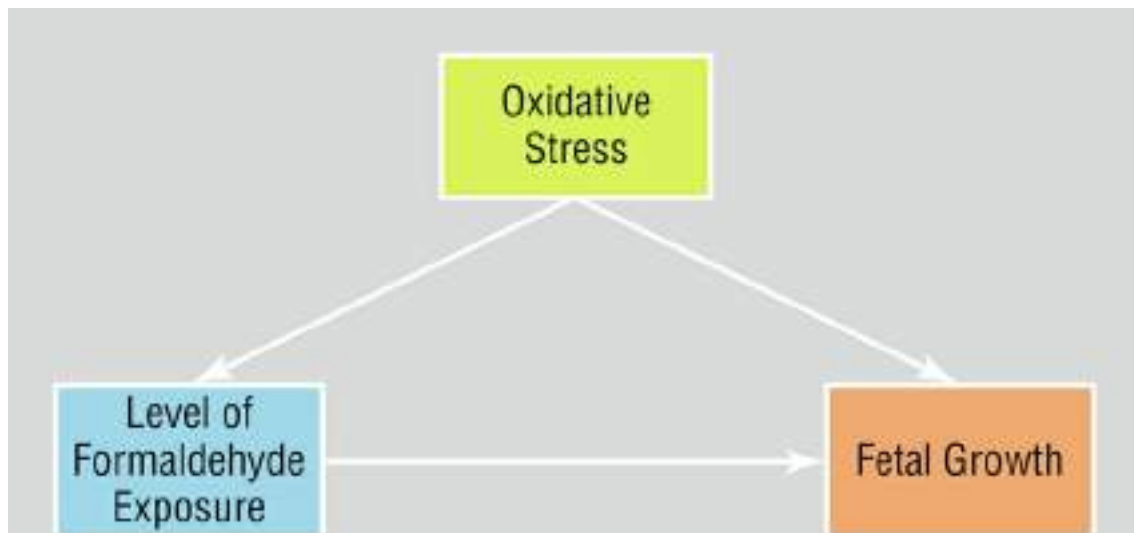 Oxidative
Stress
Level of
Formaldehyde
Exposure
Fetal Growth